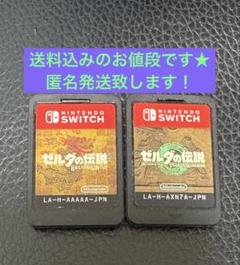 送料込みのお値段です★
匿名発送致します！
NINTENDO
SWITCH
ゼルダの伝説
LA-H-AAAAA-JPN
NINTENDO
SWITCH
ゼルダの伝説
LA-H-AXN7A-JPN